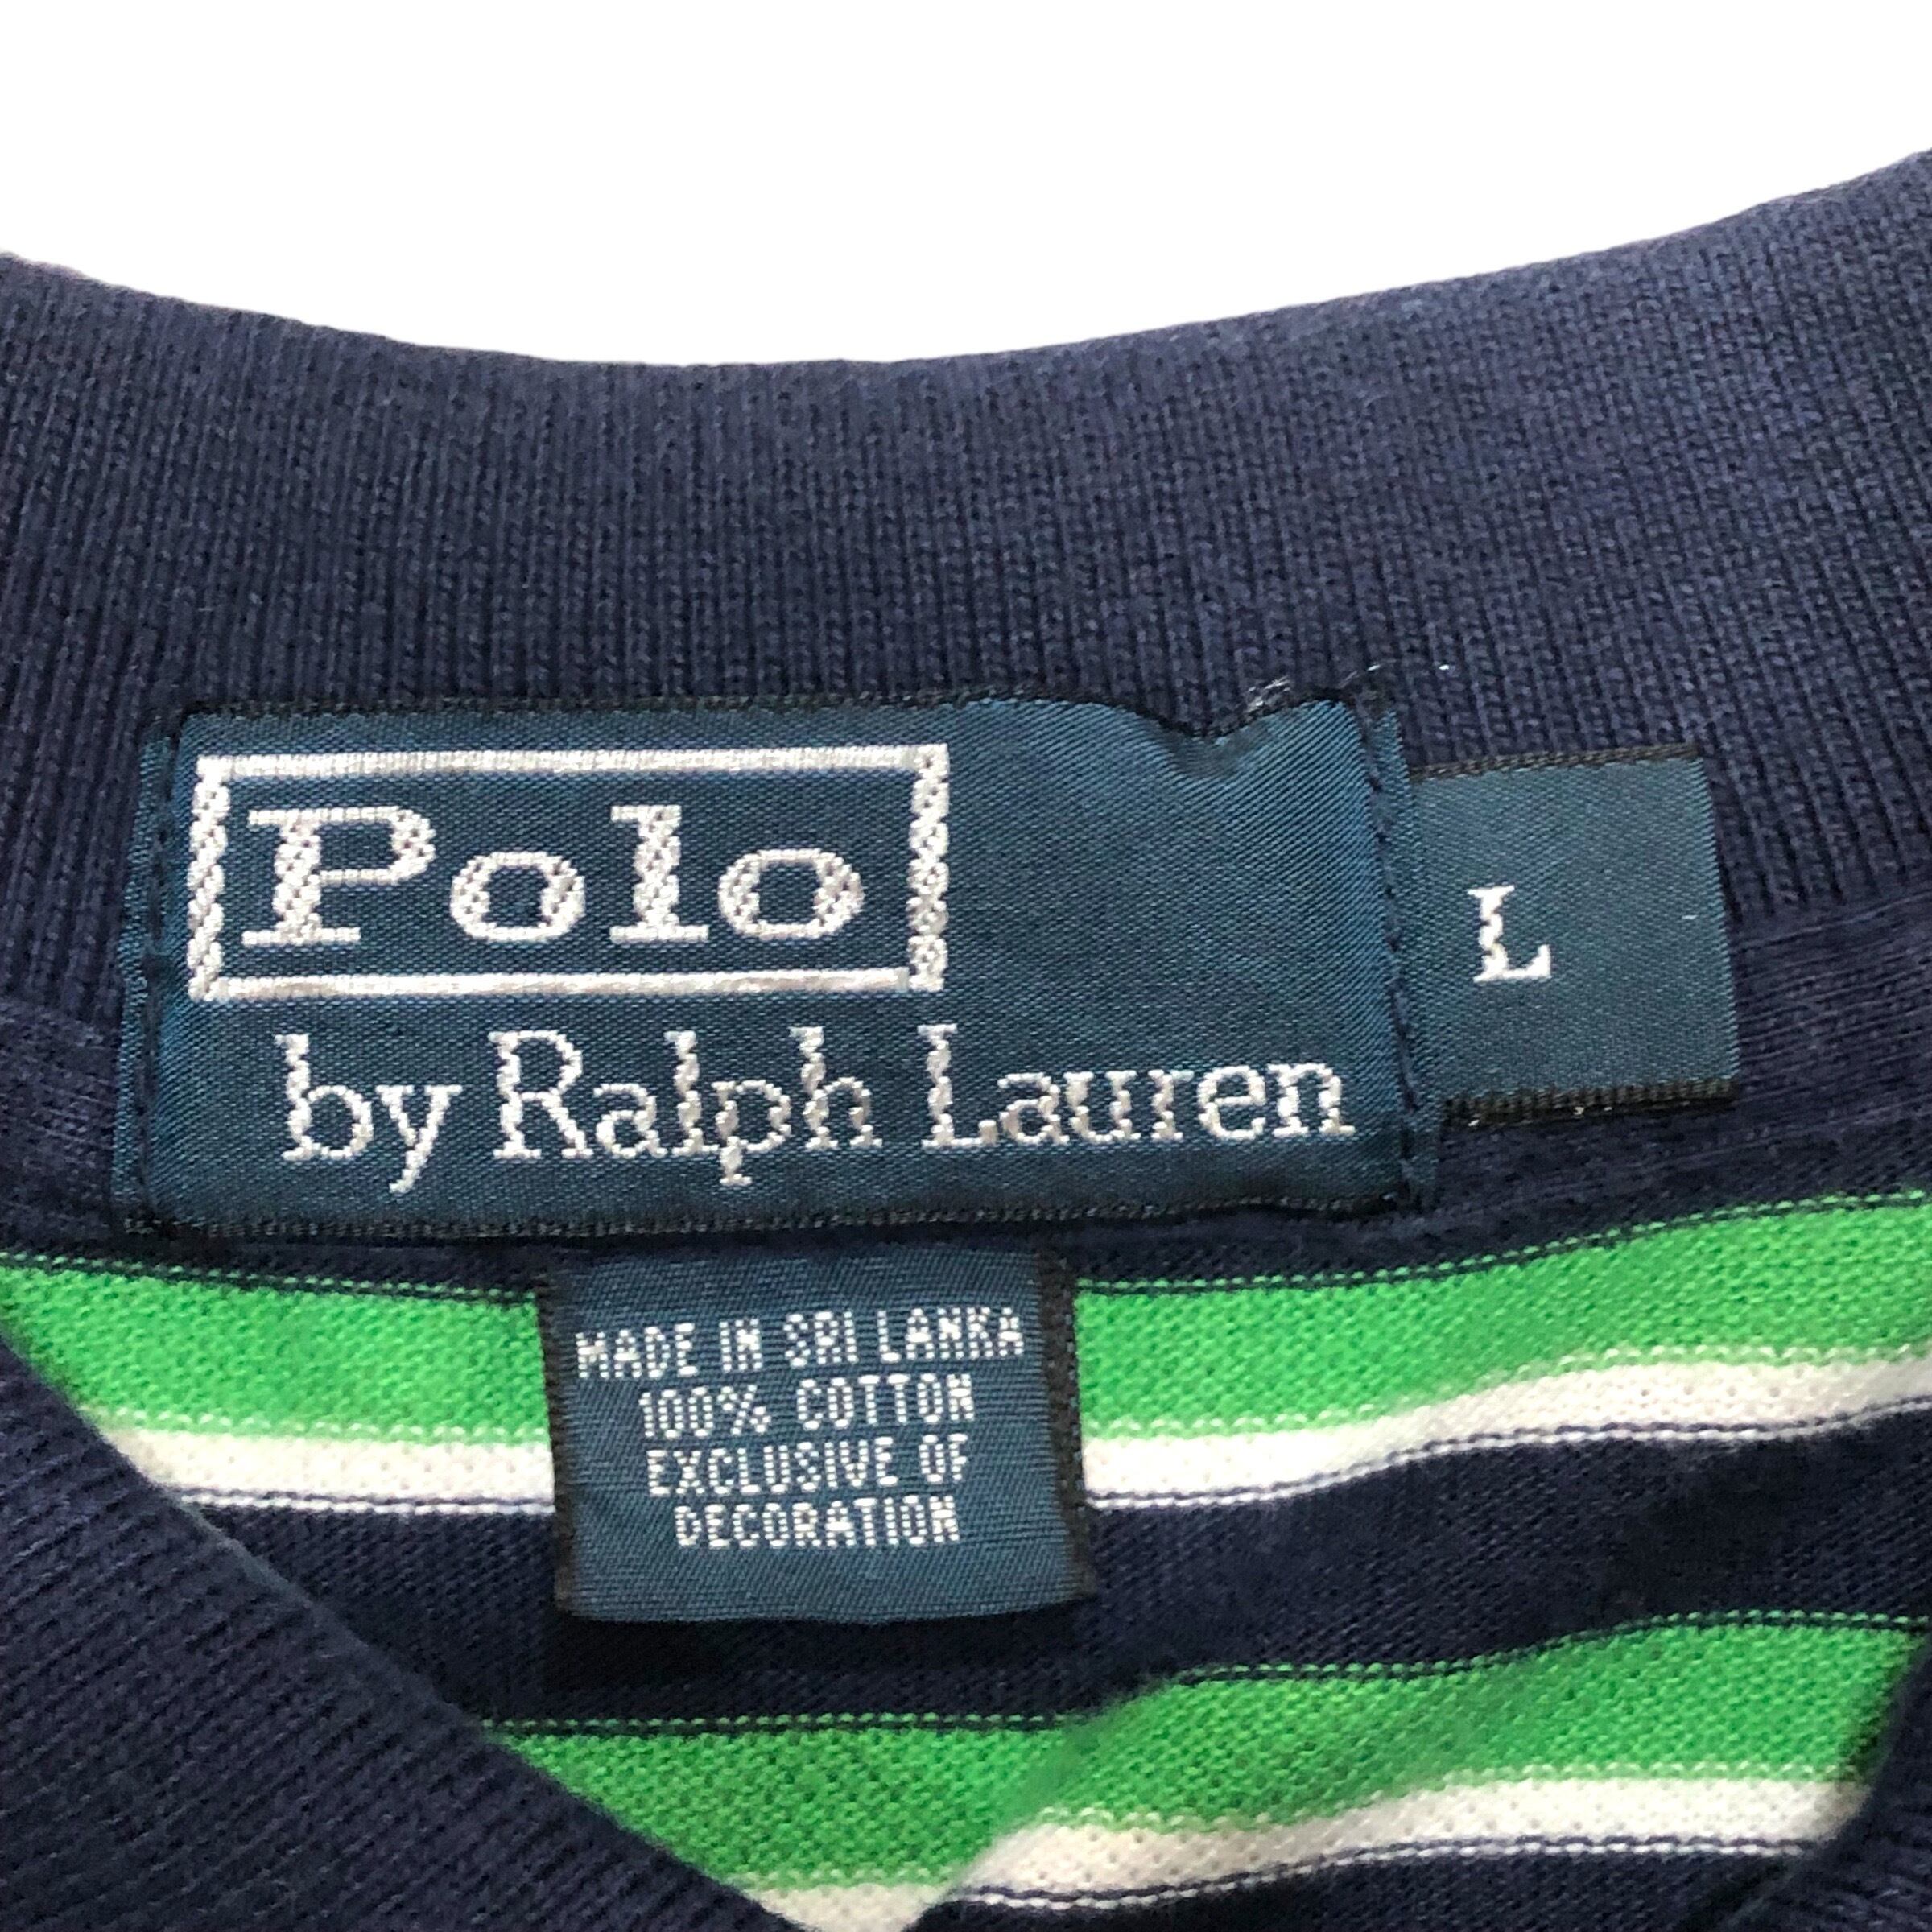 Polo
by Ralph Lauren
L
MADE IN SRI LANKA
100% COTTON
EXCLUSIVE OF
DECORATION